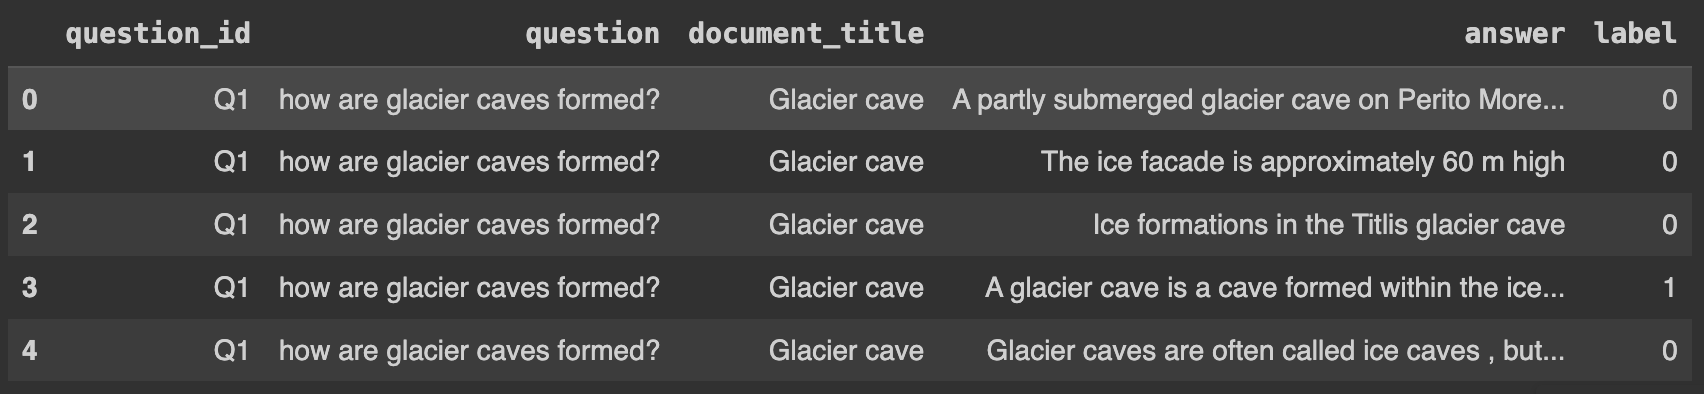 question_id question document_title answer label
0 Q1 how are glacier caves formed? Glacier cave A partly submerged glacier cave on Perito More... 0
1 Q1 how are glacier caves formed? Glacier cave The ice facade is approximately 60 m high 0
2 Q1 how are glacier caves formed? Glacier cave Ice formations in the Titlis glacier cave 0
3 Q1 how are glacier caves formed? Glacier cave A glacier cave is a cave formed within the ice... 1
4 Q1 how are glacier caves formed? Glacier cave Glacier caves are often called ice caves , but... 0